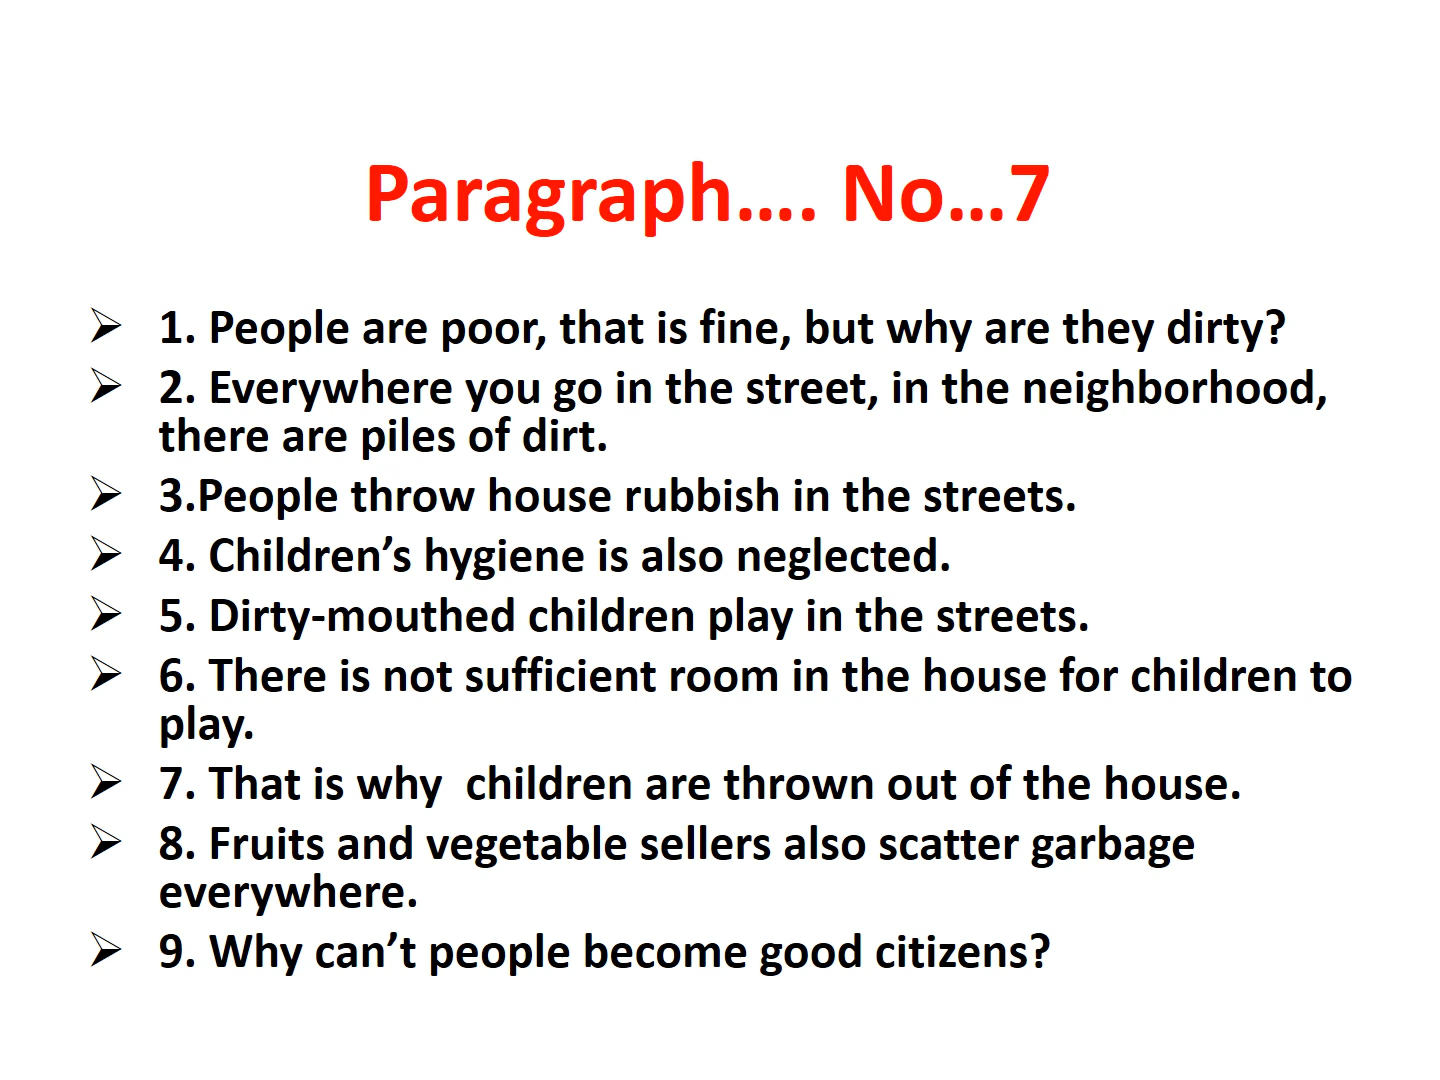 Paragraph…. No…7
➢ 1. People are poor, that is fine, but why are they dirty?
➢ 2. Everywhere you go in the street, in the neighborhood,
there are piles of dirt.
➢ 3.People throw house rubbish in the streets.
➢ 4. Children’s hygiene is also neglected.
➢ 5. Dirty-mouthed children play in the streets.
➢ 6. There is not sufficient room in the house for children to
play.
➢ 7. That is why  children are thrown out of the house.
➢ 8. Fruits and vegetable sellers also scatter garbage
everywhere.
➢ 9. Why can’t people become good citizens?